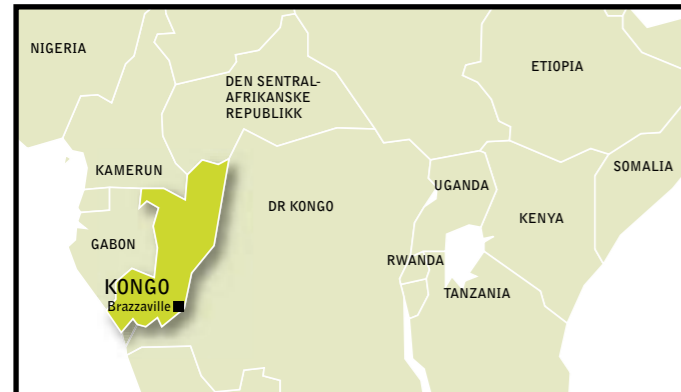 NIGERIA
ETIOPIA
DEN SENTRAL-
AFRIKANSKE
REPUBLIKK
KAMERUN
SOMALIA
UGANDA
DR KONGO
KENYA
GABON
RWANDA
KONGO
TANZANIA
Brazzaville